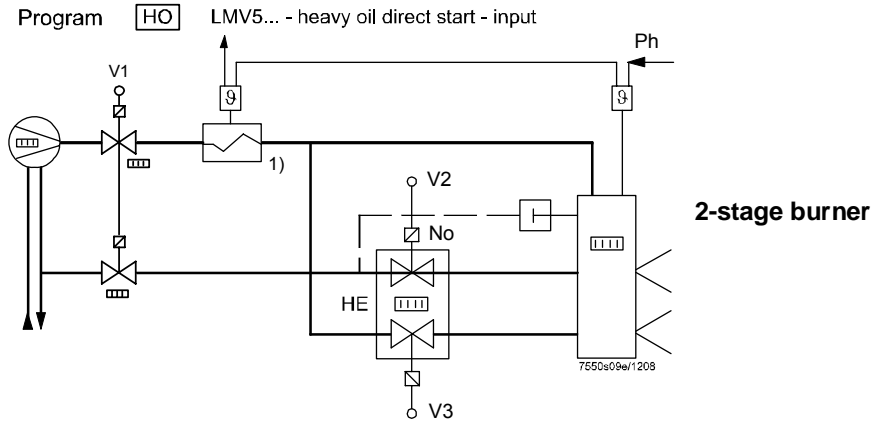 Program HO LMV5... - heavy oil direct start - input
Ph
V1
ϑ ϑ
1)
V2
2-stage burner
No
HE
7550s09e/1208
V3